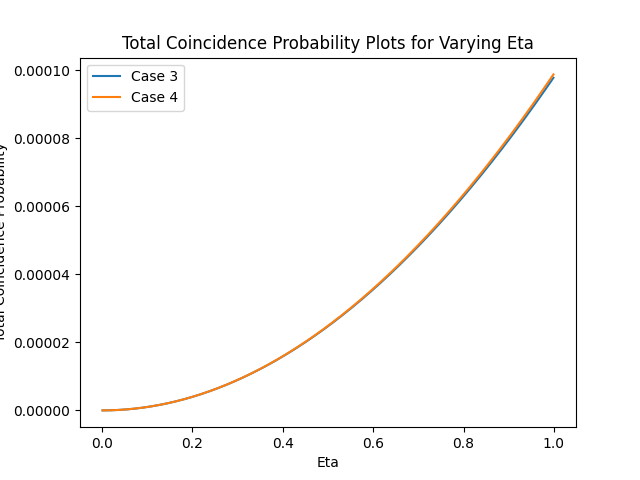 Total Coincidence Probability Plots for Varying Eta
Case 3
Case 4
Total Coincidence Probability
0.00010
0.00008
0.00006
0.00004
0.00002
0.00000
0.0 0.2 0.4 0.6 0.8 1.0
Eta